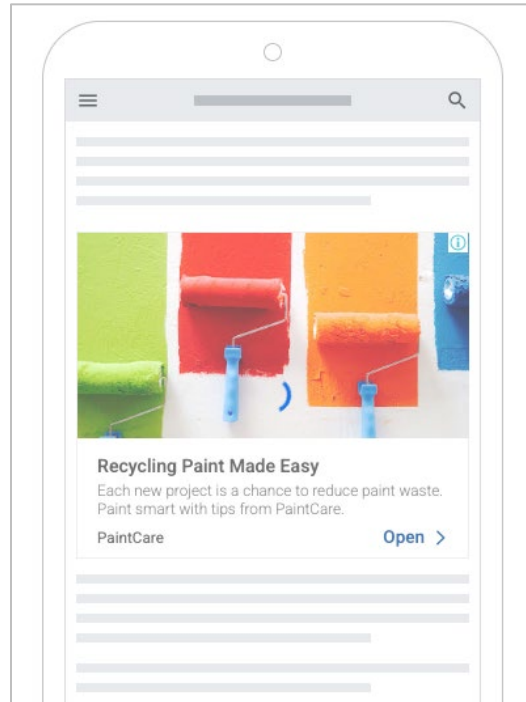 Recycling Paint Made Easy
Each new project is a chance to reduce paint waste.
Paint smart with tips from PaintCare.
PaintCare
Open